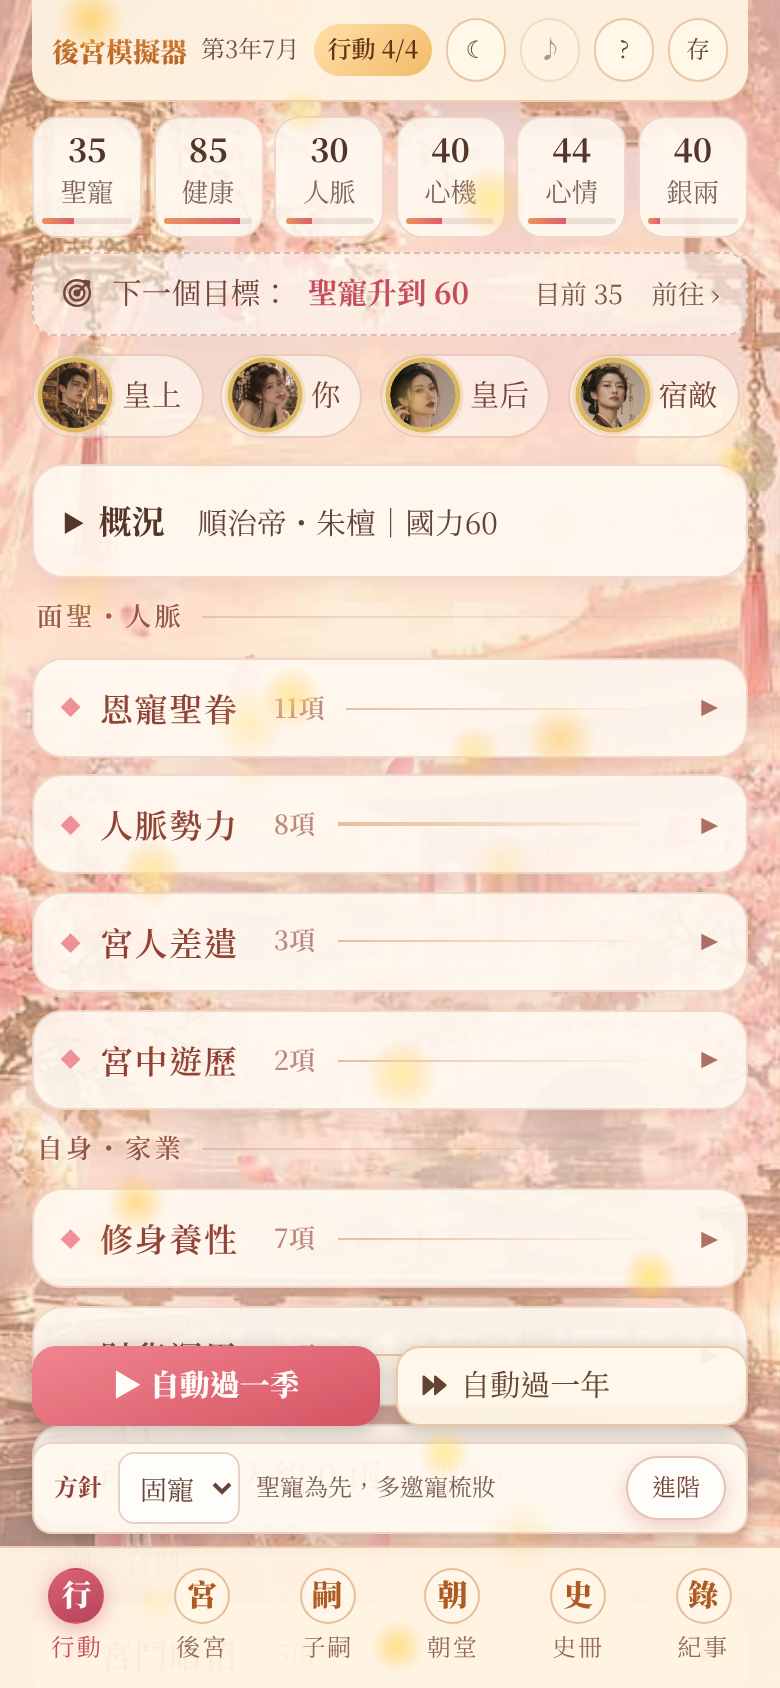 後宮模擬器 第3年7月 行動 4/4 ☾ ♪ ? 存
35 85 30 40 44 40
聖寵 健康 人脈 心機 心情 銀兩
下一個目標： 聖寵升到 60 目前 35 前往 ›
皇上 你 皇后 宿敵
▶ 概況 順治帝・朱檀｜國力60
面聖・人脈
恩寵聖眷 11項
人脈勢力 8項
宮人差遣 3項
宮中遊歷 2項
自身・家業
修身養性 7項
▶ 自動過一季 自動過一年
方針 固寵 聖寵為先，多邀寵梳妝 進階
行 宮 嗣 朝 史 錄
行動 後宮 子嗣 朝堂 史冊 紀事